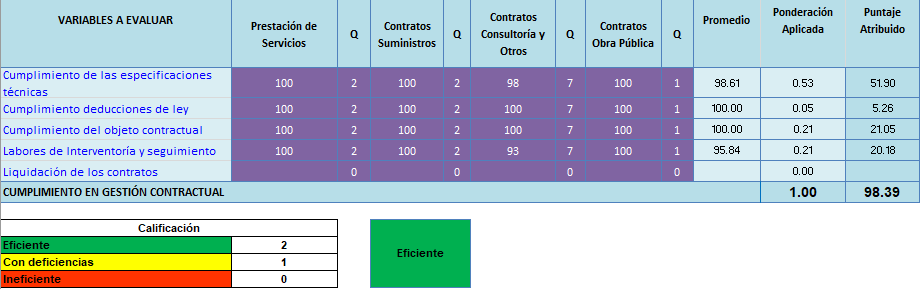 VARIABLES A EVALUAR Prestación de Servicios Q Contratos Suministros Q Contratos Consultoría y Otros Q Contratos Obra Pública Q Promedio Ponderación Aplicada Puntaje Atribuido
Cumplimiento de las especificaciones técnicas 100 2 100 2 98 7 100 1 98.61 0.53 51.90
Cumplimiento deducciones de ley 100 2 100 2 100 7 100 1 100.00 0.05 5.26
Cumplimiento del objeto contractual 100 2 100 2 100 7 100 1 100.00 0.21 21.05
Labores de Interventoría y seguimiento 100 2 100 2 93 7 100 1 95.84 0.21 20.18
Liquidación de los contratos 0 0 0 0 0.00
CUMPLIMIENTO EN GESTIÓN CONTRACTUAL 1.00 98.39
Calificación
Eficiente 2
Con deficiencias 1
Ineficiente 0
Eficiente